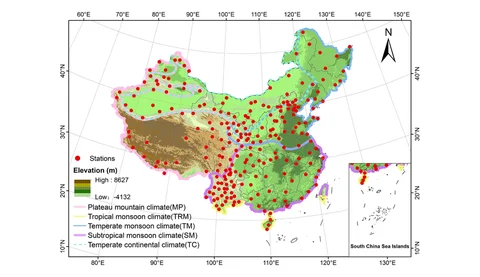 60°E 70°E 80°E 90°E 100°E 110°E 120°E 130°E 140°E 150°E
N
40°N
30°N
20°N
10°N
40°N
30°N
20°N
10°N
Stations
Elevation (m)
High : 8627
Low : -4132
Plateau mountain climate(MP)
Tropical monsoon climate(TRM)
Temperate monsoon climate(TM)
Subtropical monsoon climate(SM)
Temperate continental climate(TC)
South China Sea Islands
80°E 90°E 100°E 110°E 120°E 130°E